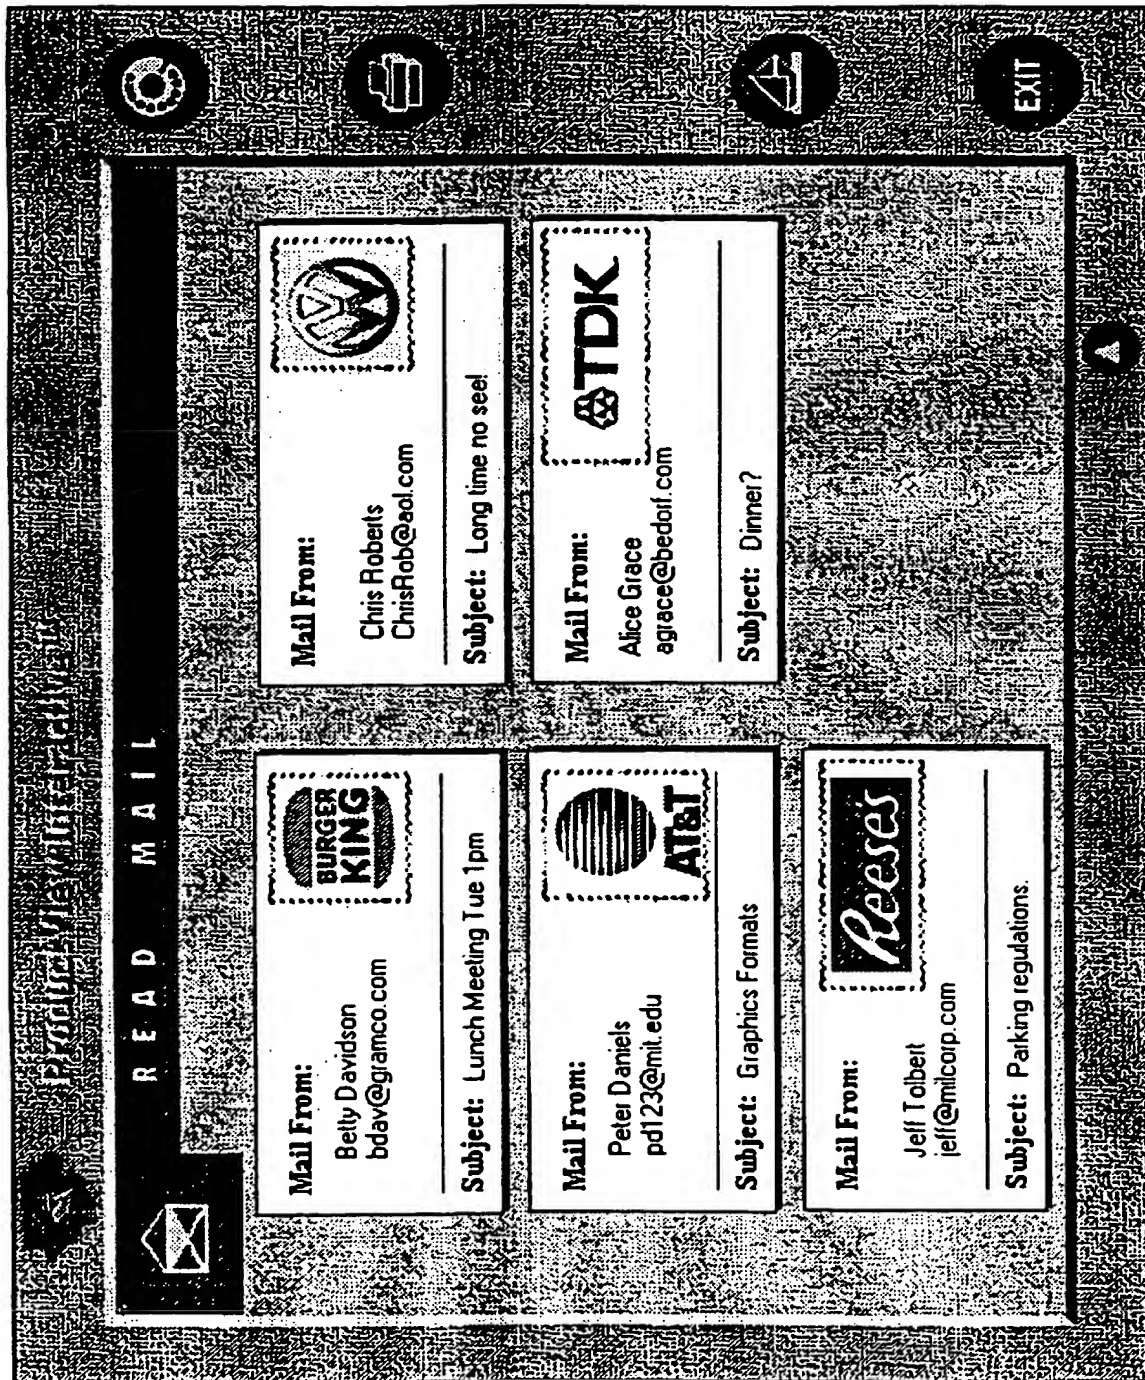 Product View Interactive
READ MAIL
Mail From:
BURGER
KING
Betty Davidson
bdav@gramco.com
Subject: Lunch Meeting Tue 1pm
Mail From:
Chris Roberts
ChrisRob@aol.com
Subject: Long time no see!
Mail From:
AT&T
Peter Daniels
pd123@mit.edu
Subject: Graphics Formats
Mail From:
TDK
Alice Grace
agrace@bedorf.com
Subject: Dinner?
Mail From:
Reese's
Jeff Tolbert
jeff@milcorp.com
Subject: Parking regulations.
EXIT